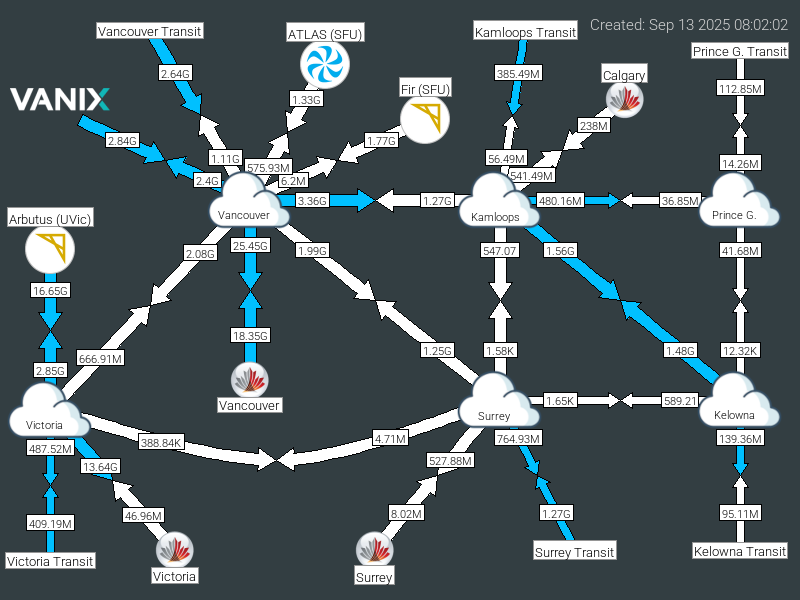 Created: Sep 13 2025 08:02:02
Vancouver Transit
ATLAS (SFU)
Kamloops Transit
Prince G. Transit
2.64G
385.49M
Calgary
Fir (SFU)
112.85M
VANIX
1.33G
238M
2.84G
1.77G
1.11G
575.93M
56.49M
14.26M
2.4G
6.2M
541.49M
3.36G
1.27G
480.16M
36.85M
Vancouver
Kamloops
Prince G.
Arbutus (UVic)
25.45G
2.08G
1.99G
547.07
1.56G
41.68M
16.65G
18.35G
666.91M
1.25G
1.58K
1.48G
12.32K
2.85G
Vancouver
1.65K
589.21
Victoria
Surrey
Kelowna
388.84K
4.71M
487.52M
764.93M
139.36M
13.64G
527.88M
46.96M
8.02M
409.19M
1.27G
95.11M
Victoria Transit
Victoria
Surrey
Surrey Transit
Kelowna Transit